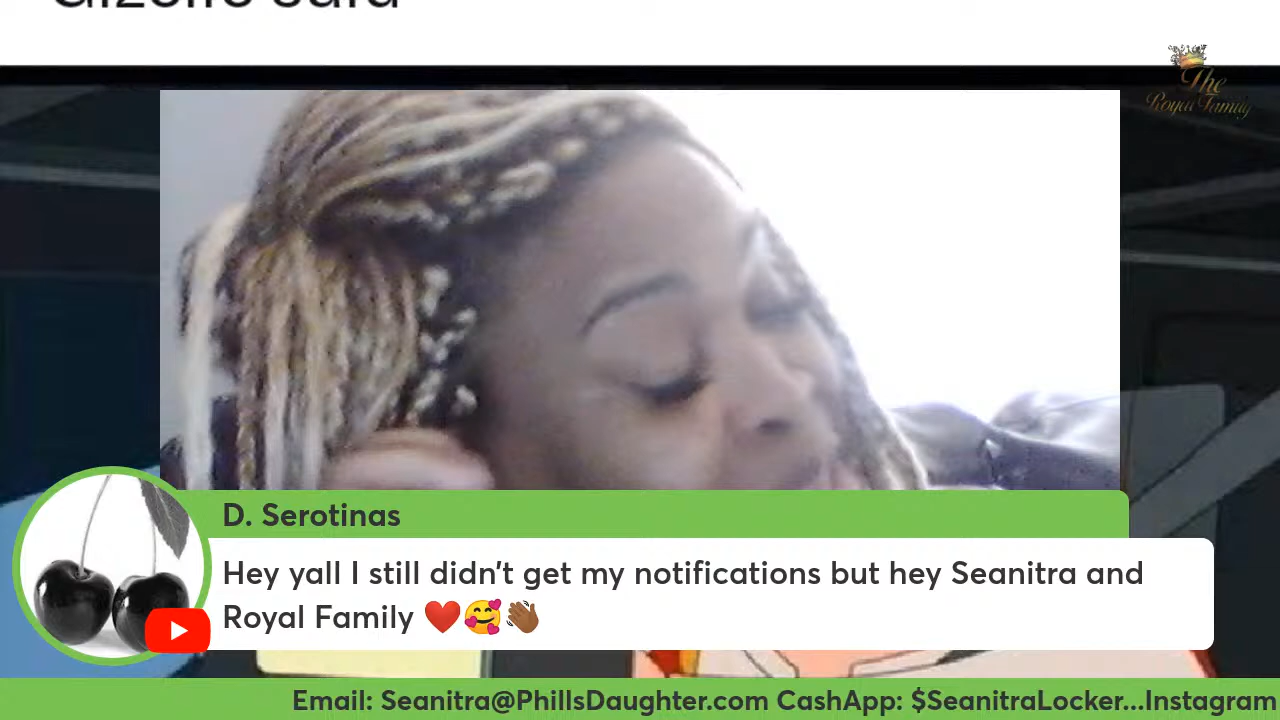 The
Royal Family
D. Serotinas
Hey yall I still didn't get my notifications but hey Seanitra and
Royal Family ❤️🥰👋🏾
Email: Seanitra@PhillsDaughter.com CashApp: $SeanitraLocker...Instagram